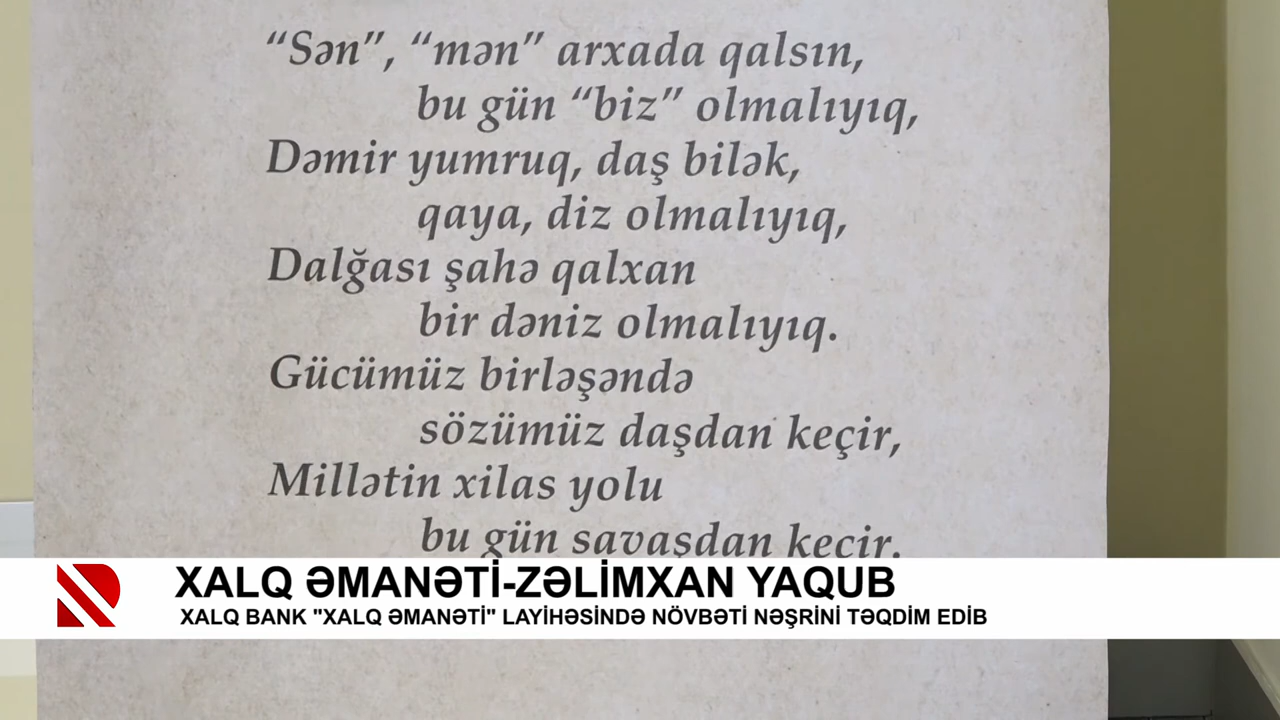 “Sən”, “mən” arxada qalsın,
bu gün “biz” olmalıyıq,
Dəmir yumruq, daş bilək,
qaya, diz olmalıyıq,
Dalğası şahə qalxan
bir dəniz olmalıyıq.
Gücümüz birləşəndə
sözümüz daşdan keçir,
Millətin xilas yolu
bu gün savaşdan keçir.
XALQ ƏMANƏTİ-ZƏLİMXAN YAQUB
XALQ BANK "XALQ ƏMANƏTİ" LAYİHƏSİNDƏ NÖVBƏTİ NƏŞRİNİ TƏQDİM EDİB